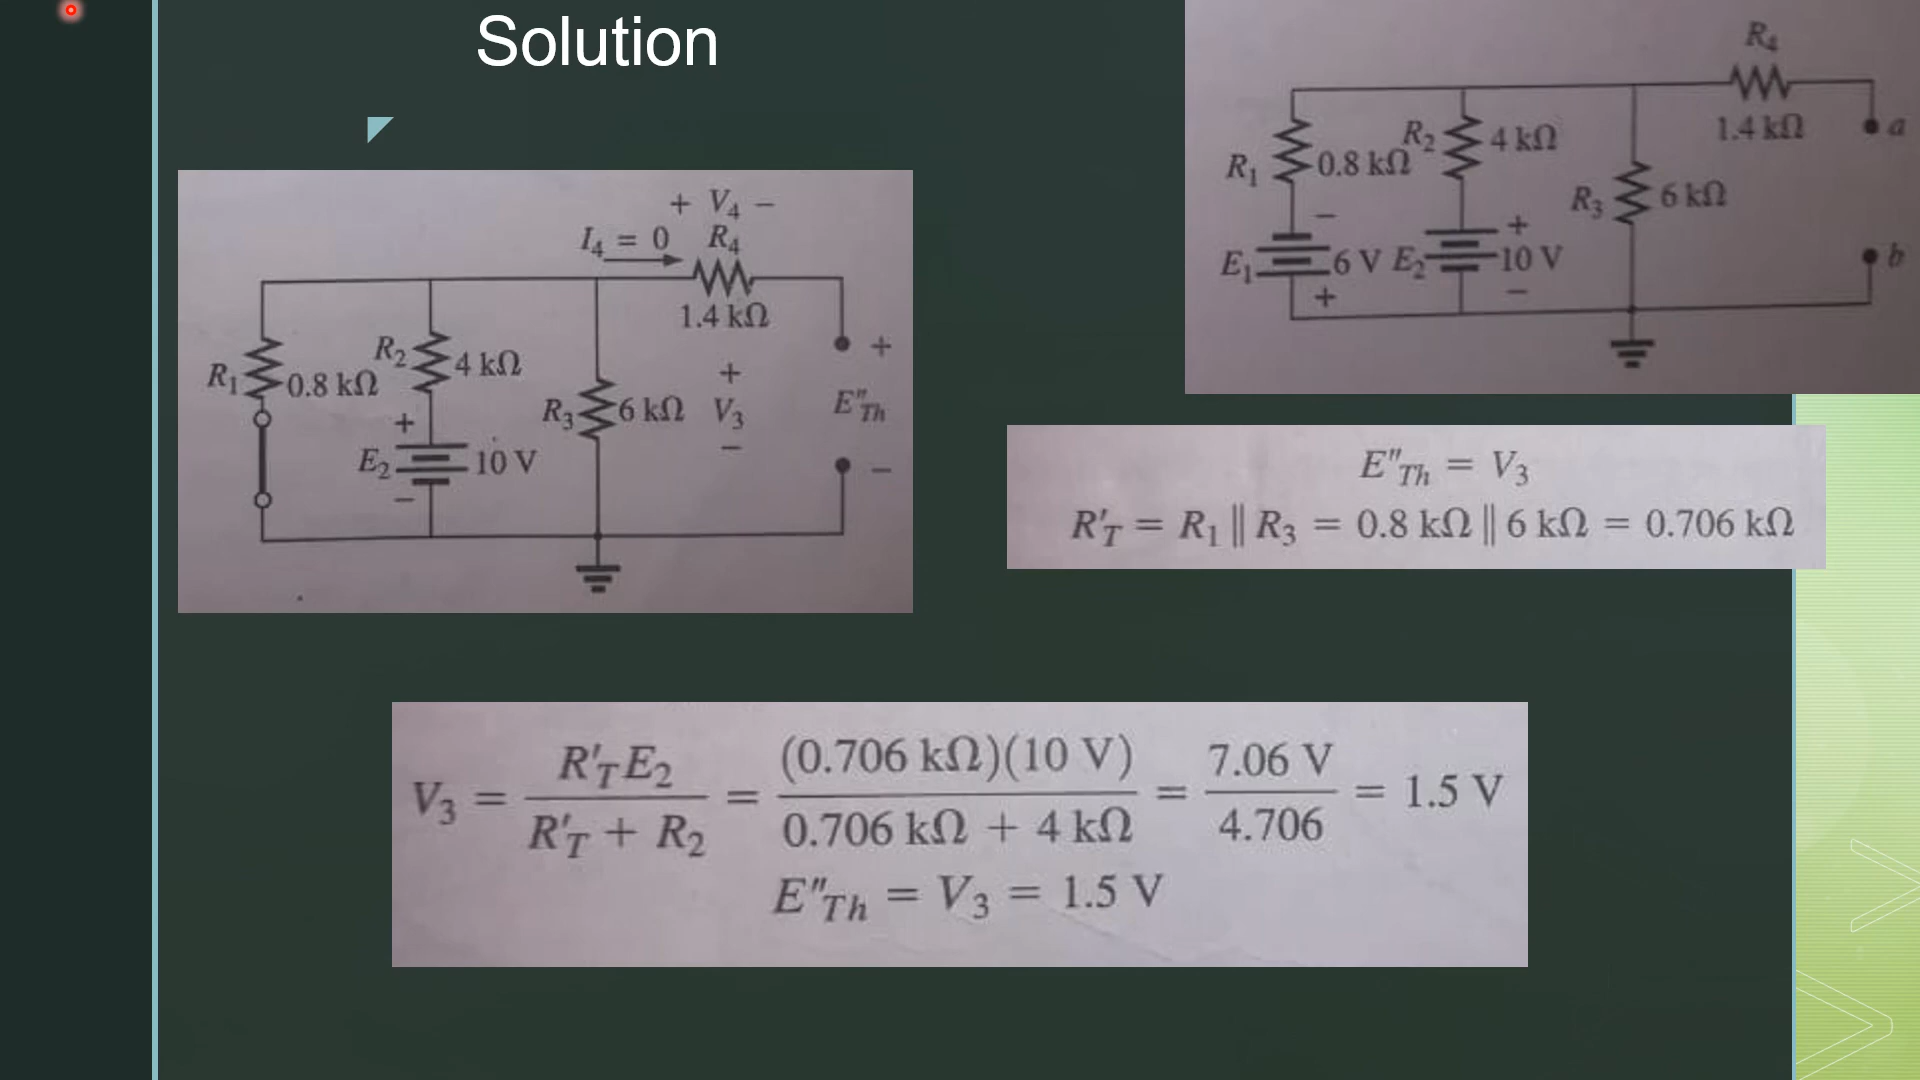 Solution
+ V₄ −
I₄ = 0 R₄
1.4 kΩ
R₁ 0.8 kΩ
R₂ 4 kΩ
+
E₂ 10 V
−
R₃ 6 kΩ
+
V₃
−
+
E″Th
−
R₄
1.4 kΩ
a
R₁ 0.8 kΩ
R₂ 4 kΩ
R₃ 6 kΩ
−
E₁ 6 V
+
+
E₂ 10 V
−
b
E″Th = V₃
R′T = R₁ ∥ R₃ = 0.8 kΩ ∥ 6 kΩ = 0.706 kΩ
V₃ = R′TE₂ / R′T + R₂ = (0.706 kΩ)(10 V) / 0.706 kΩ + 4 kΩ = 7.06 V / 4.706 = 1.5 V
E″Th = V₃ = 1.5 V